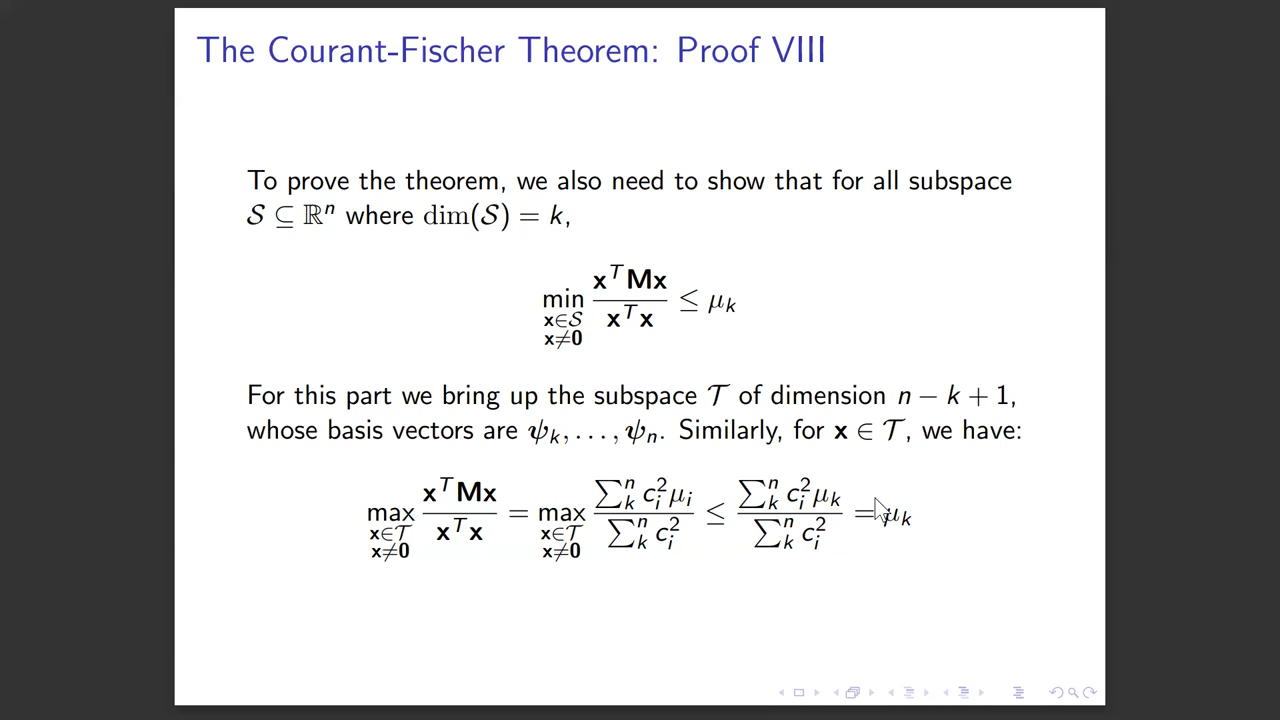 The Courant-Fischer Theorem: Proof VIII
To prove the theorem, we also need to show that for all subspace
𝒮 ⊆ ℝⁿ where dim(𝒮) = k,
min_{x∈𝒮, x≠0} (xᵀMx)/(xᵀx) ≤ μₖ
For this part we bring up the subspace 𝒯 of dimension n − k + 1,
whose basis vectors are ψₖ, . . . , ψₙ. Similarly, for x ∈ 𝒯, we have:
max_{x∈𝒯, x≠0} (xᵀMx)/(xᵀx) = max_{x∈𝒯, x≠0} (∑ₖⁿ cᵢ²μᵢ)/(∑ₖⁿ cᵢ²) ≤ (∑ₖⁿ cᵢ²μₖ)/(∑ₖⁿ cᵢ²) = μₖ